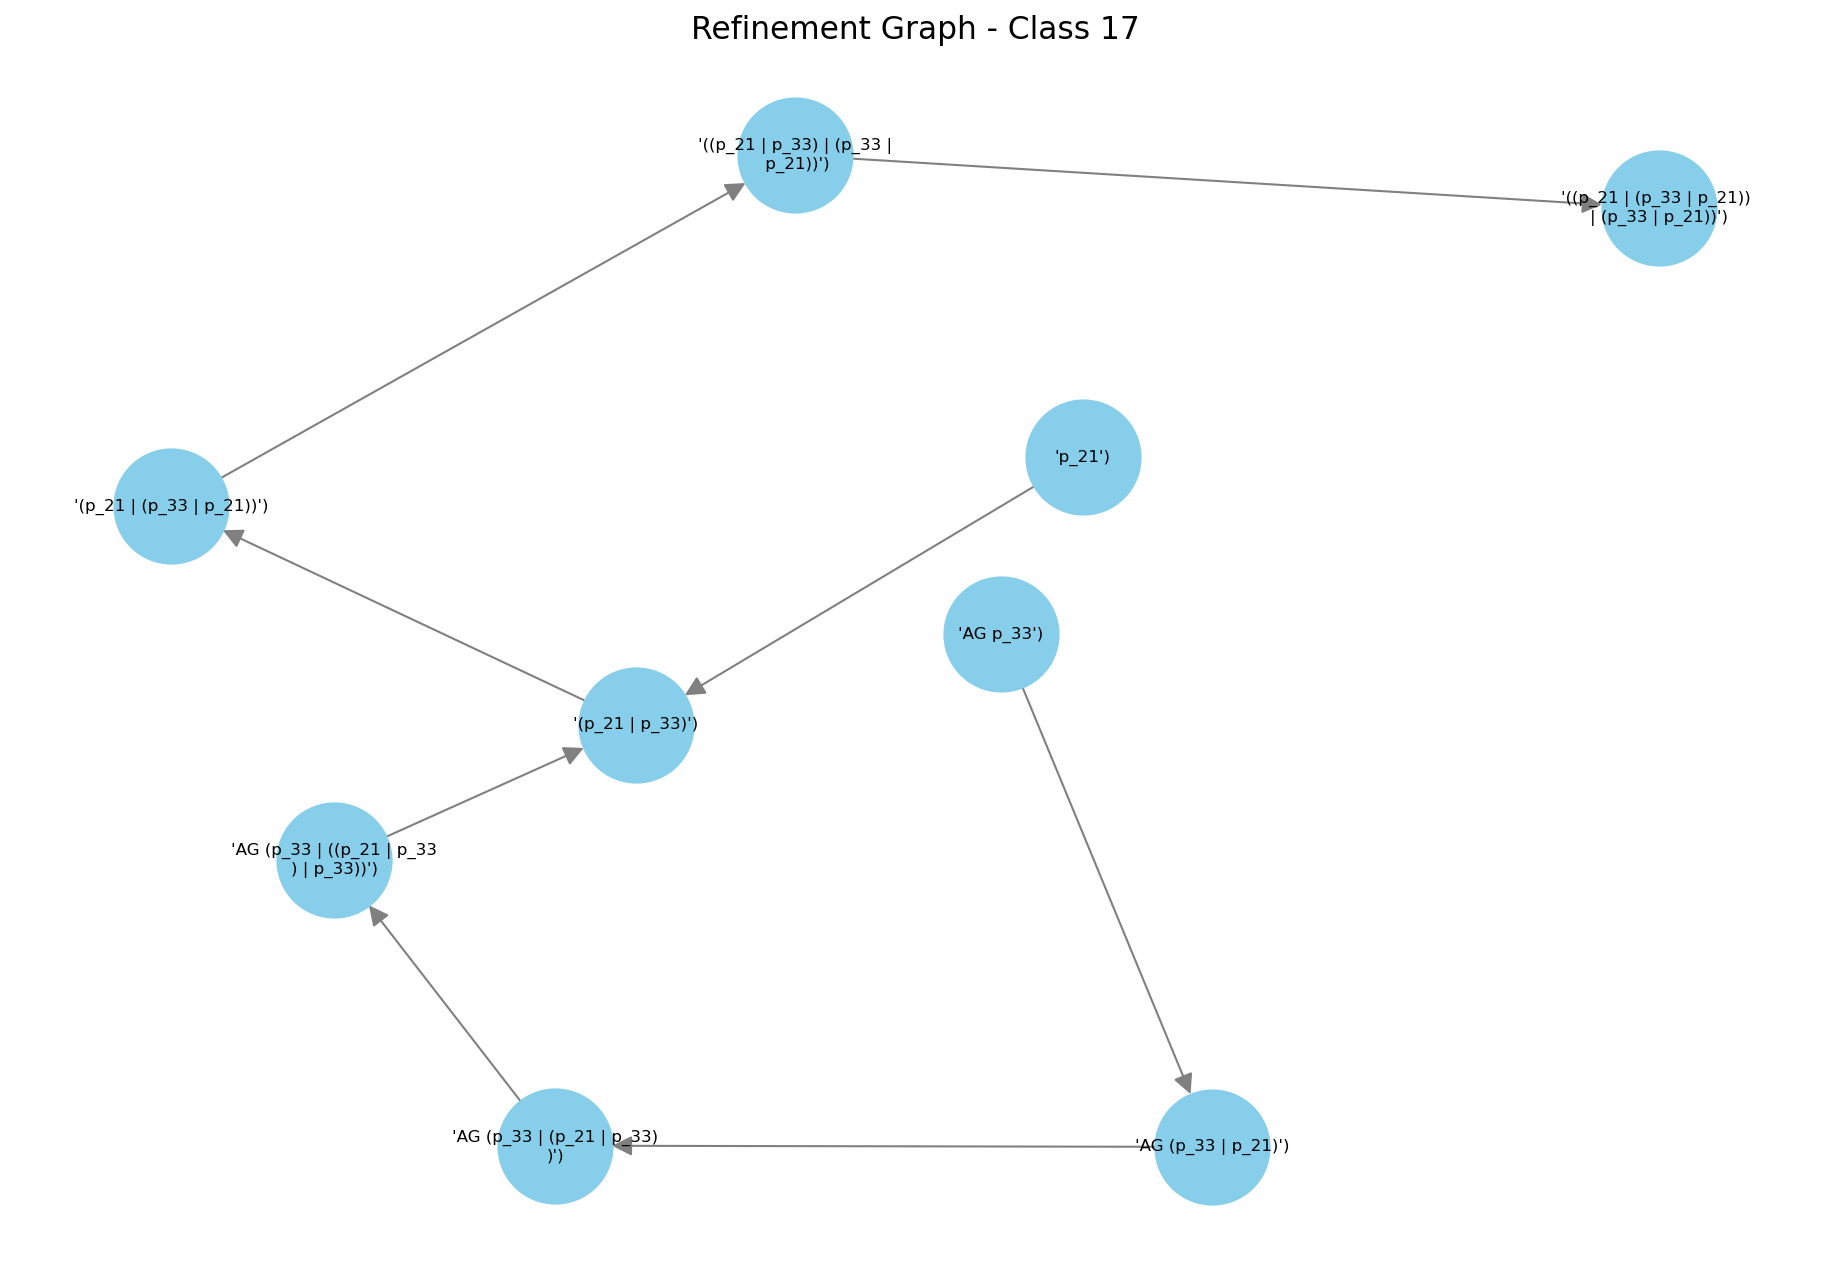 Refinement Graph - Class 17
'((p_21 | p_33) | (p_33 |
p_21))')
'((p_21 | (p_33 | p_21))
| (p_33 | p_21))')
'p_21')
'(p_21 | (p_33 | p_21))')
'AG p_33')
'(p_21 | p_33)')
'AG (p_33 | ((p_21 | p_33
) | p_33))')
'AG (p_33 | (p_21 | p_33)
)')
'AG (p_33 | p_21)')